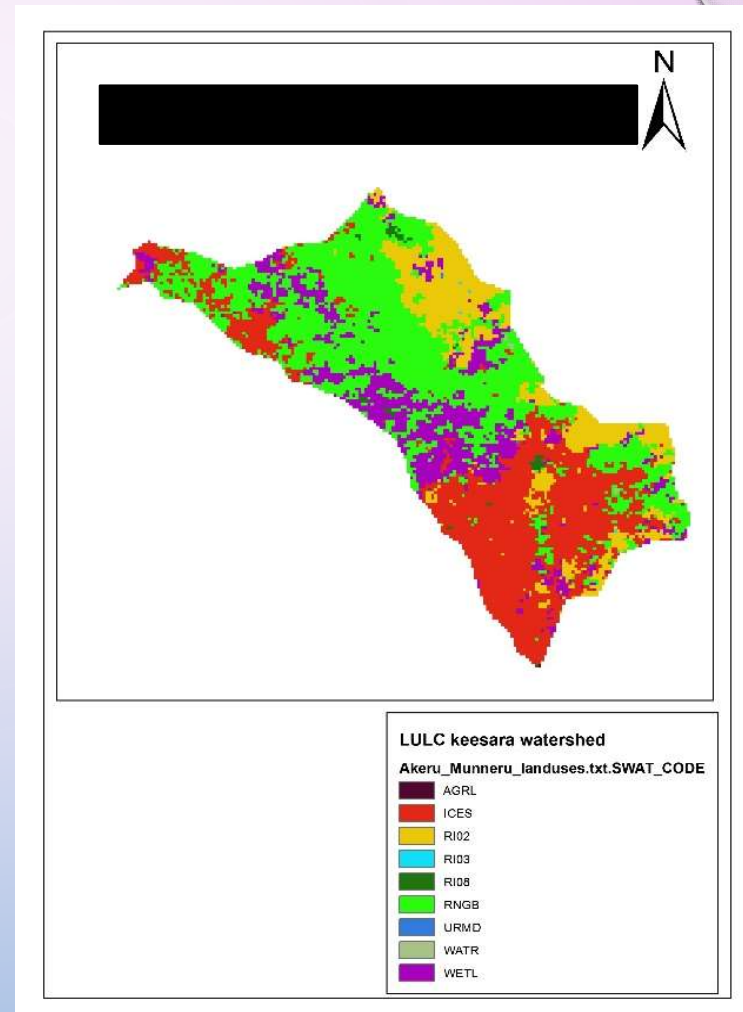 N
LULC keesara watershed
Akeru_Munneru_landuses.txt.SWAT_CODE
AGRL
ICES
RI02
RI03
RI08
RNGB
URMD
WATR
WETL